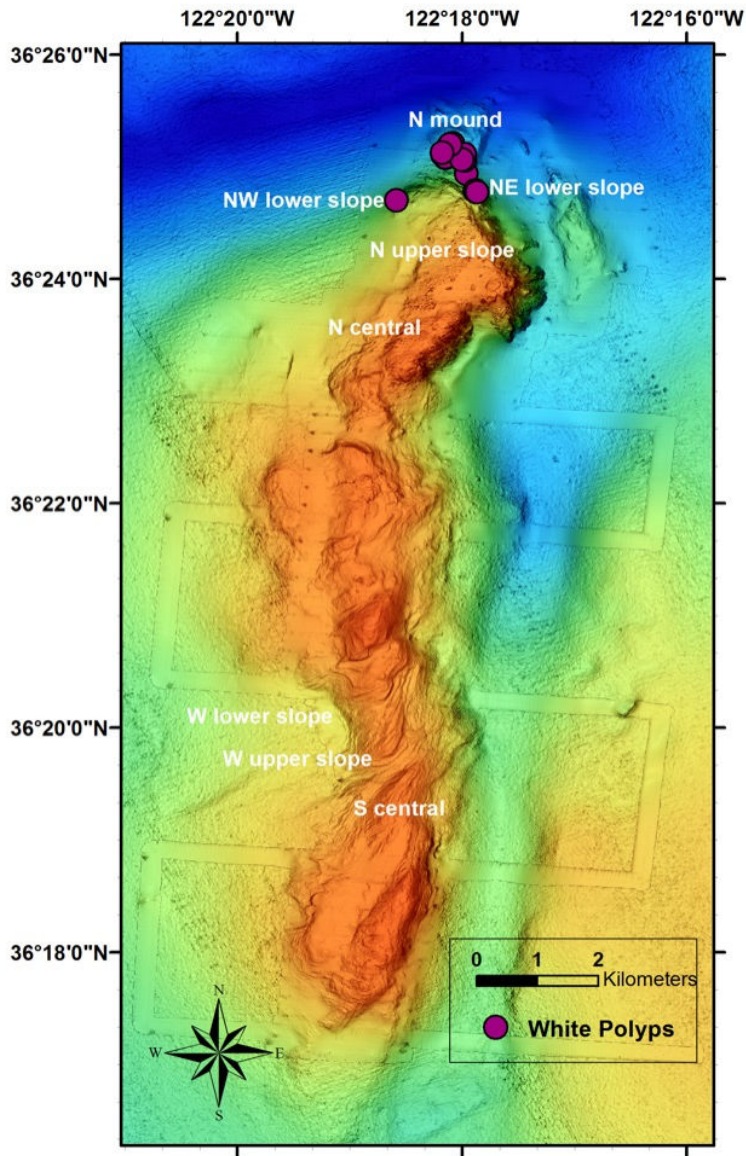 122°20'0"W 122°18'0"W 122°16'0"W
36°26'0"N
N mound
NW lower slope
NE lower slope
N upper slope
36°24'0"N
N central
36°22'0"N
36°20'0"N
W lower slope
W upper slope
S central
36°18'0"N
0 1 2
Kilometers
White Polyps
N
W E
S